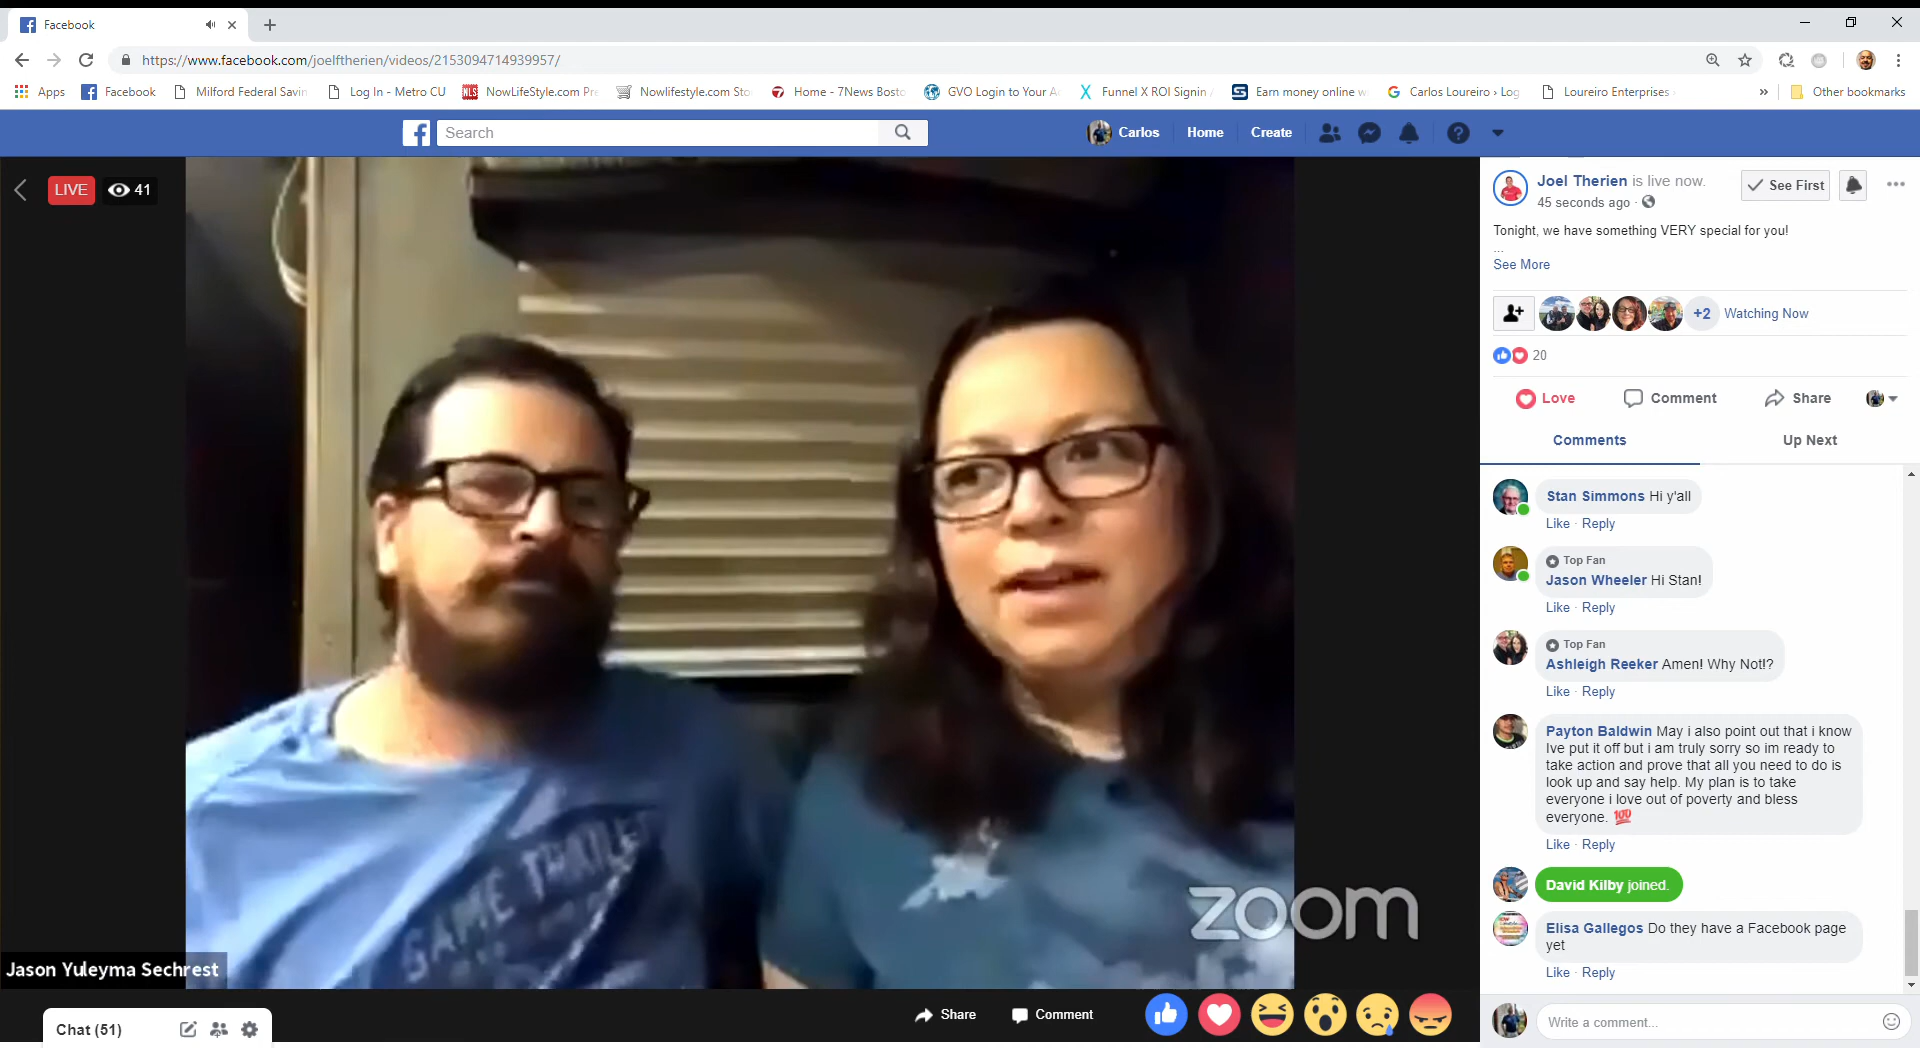 Facebook
https://www.facebook.com/joelftherien/videos/2153094714939957/
Apps
Facebook
Milford Federal Savin
Log In - Metro CU
NLS
NowLifeStyle.com Pre
Nowlifestyle.com Sto
Home - 7News Bosto
GVO Login to Your A
Funnel X ROI Signin
Earn money online w
Carlos Loureiro › Log
Loureiro Enterprises
»
Other bookmarks
Search
Carlos
Home
Create
LIVE
41
Joel Therien is live now.
45 seconds ago ·
See First
Tonight, we have something VERY special for you!
...
See More
+2
Watching Now
20
Love
Comment
Share
Comments
Up Next
Stan Simmons Hi y'all
Like · Reply
Top Fan
Jason Wheeler Hi Stan!
Like · Reply
Top Fan
Ashleigh Reeker Amen! Why Not!?
Like · Reply
Payton Baldwin May i also point out that i know
Ive put it off but i am truly sorry so im ready to
take action and prove that all you need to do is
look up and say help. My plan is to take
everyone i love out of poverty and bless
everyone. 💯
Like · Reply
David Kilby joined.
Elisa Gallegos Do they have a Facebook page
yet
Like · Reply
Write a comment...
SAME TRAILER
zoom
Jason Yuleyma Sechrest
Share
Comment
Chat (51)